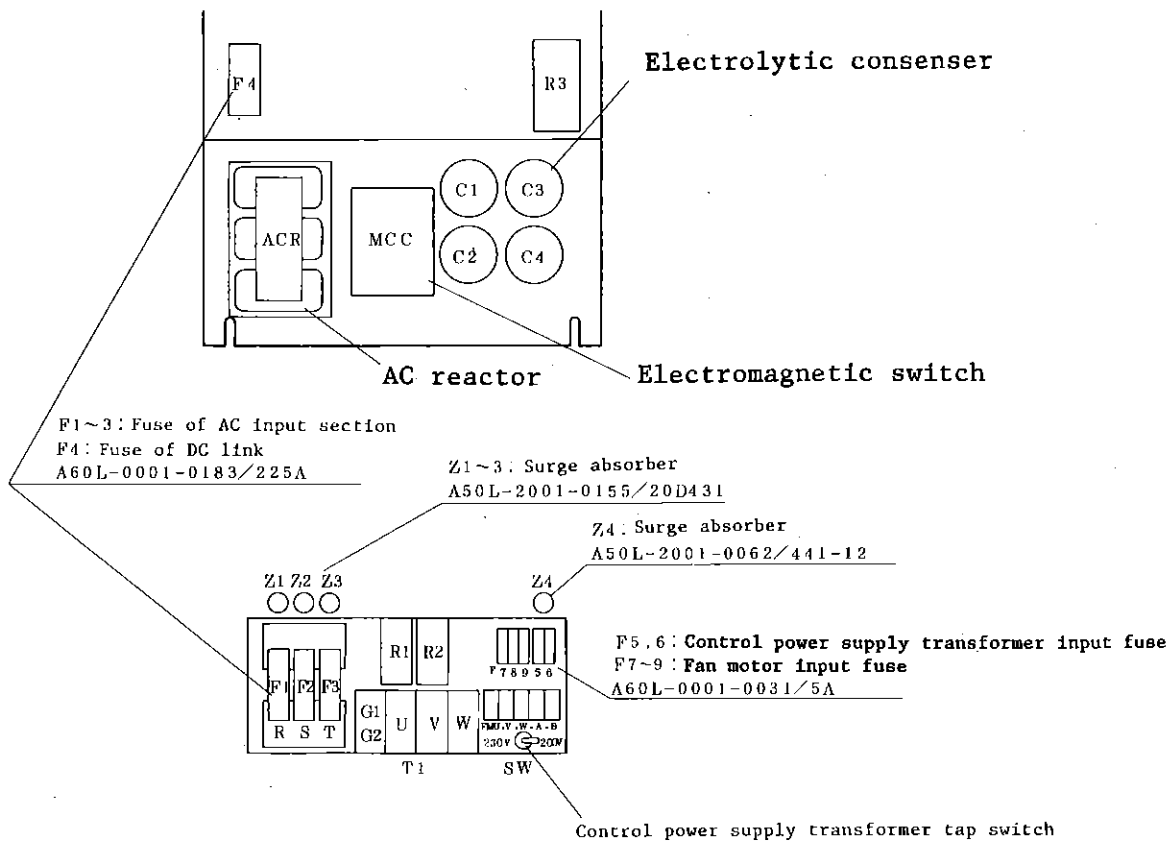 F4
R3
Electrolytic consenser
C1
C3
ACR
MCC
C2
C4
AC reactor
Electromagnetic switch
F1~3: Fuse of AC input section
F4: Fuse of DC link
A60L-0001-0183/225A
Z1~3: Surge absorber
A50L-2001-0155/20D431
Z4: Surge absorber
A50L-2001-0062/441-12
Z1 Z2 Z3
Z4
F5,6: Control power supply transformer input fuse
F7~9: Fan motor input fuse
A60L-0001-0031/5A
R1 R2
F 7 8 9 5 6
F1 F2 F3
G1
G2
U V W
R S T
FMU.V.W.A.B
230V 200V
T1
SW
Control power supply transformer tap switch